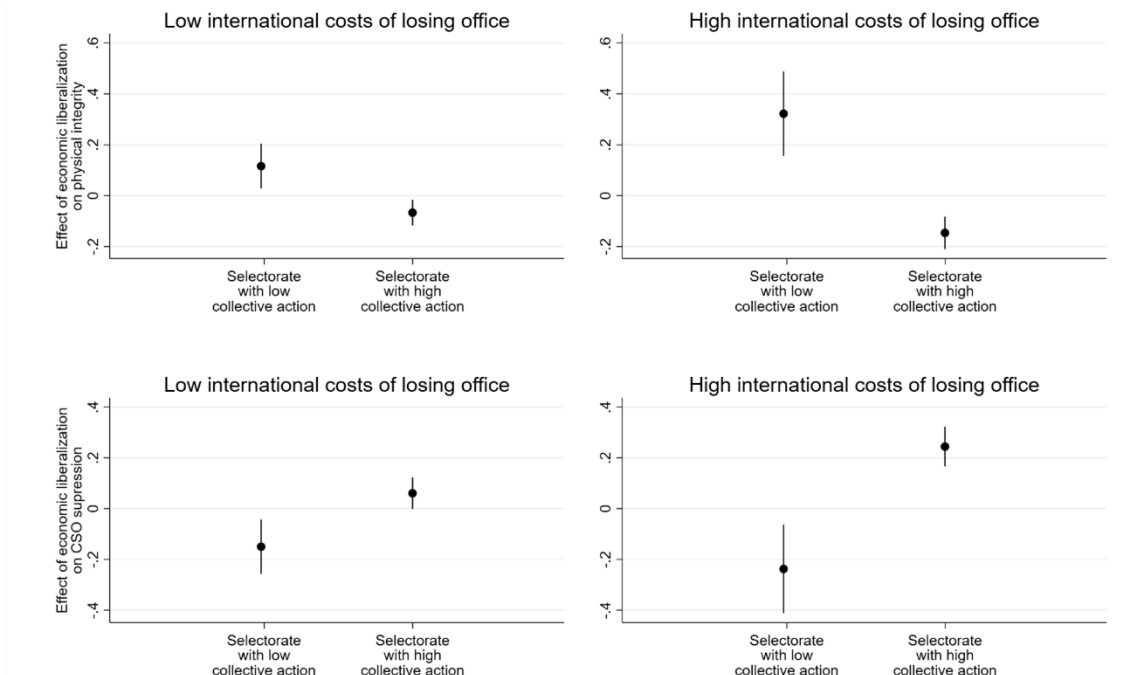 Low international costs of losing office
Effect of economic liberalization
on physical integrity
.6
.4
.2
0
-.2
Selectorate
with low
collective action
Selectorate
with high
collective action
High international costs of losing office
.6
.4
.2
0
-.2
Selectorate
with low
collective action
Selectorate
with high
collective action
Low international costs of losing office
Effect of economic liberalization
on CSO supression
.4
.2
0
-.2
-.4
Selectorate
with low
collective action
Selectorate
with high
collective action
High international costs of losing office
.4
.2
0
-.2
-.4
Selectorate
with low
collective action
Selectorate
with high
collective action